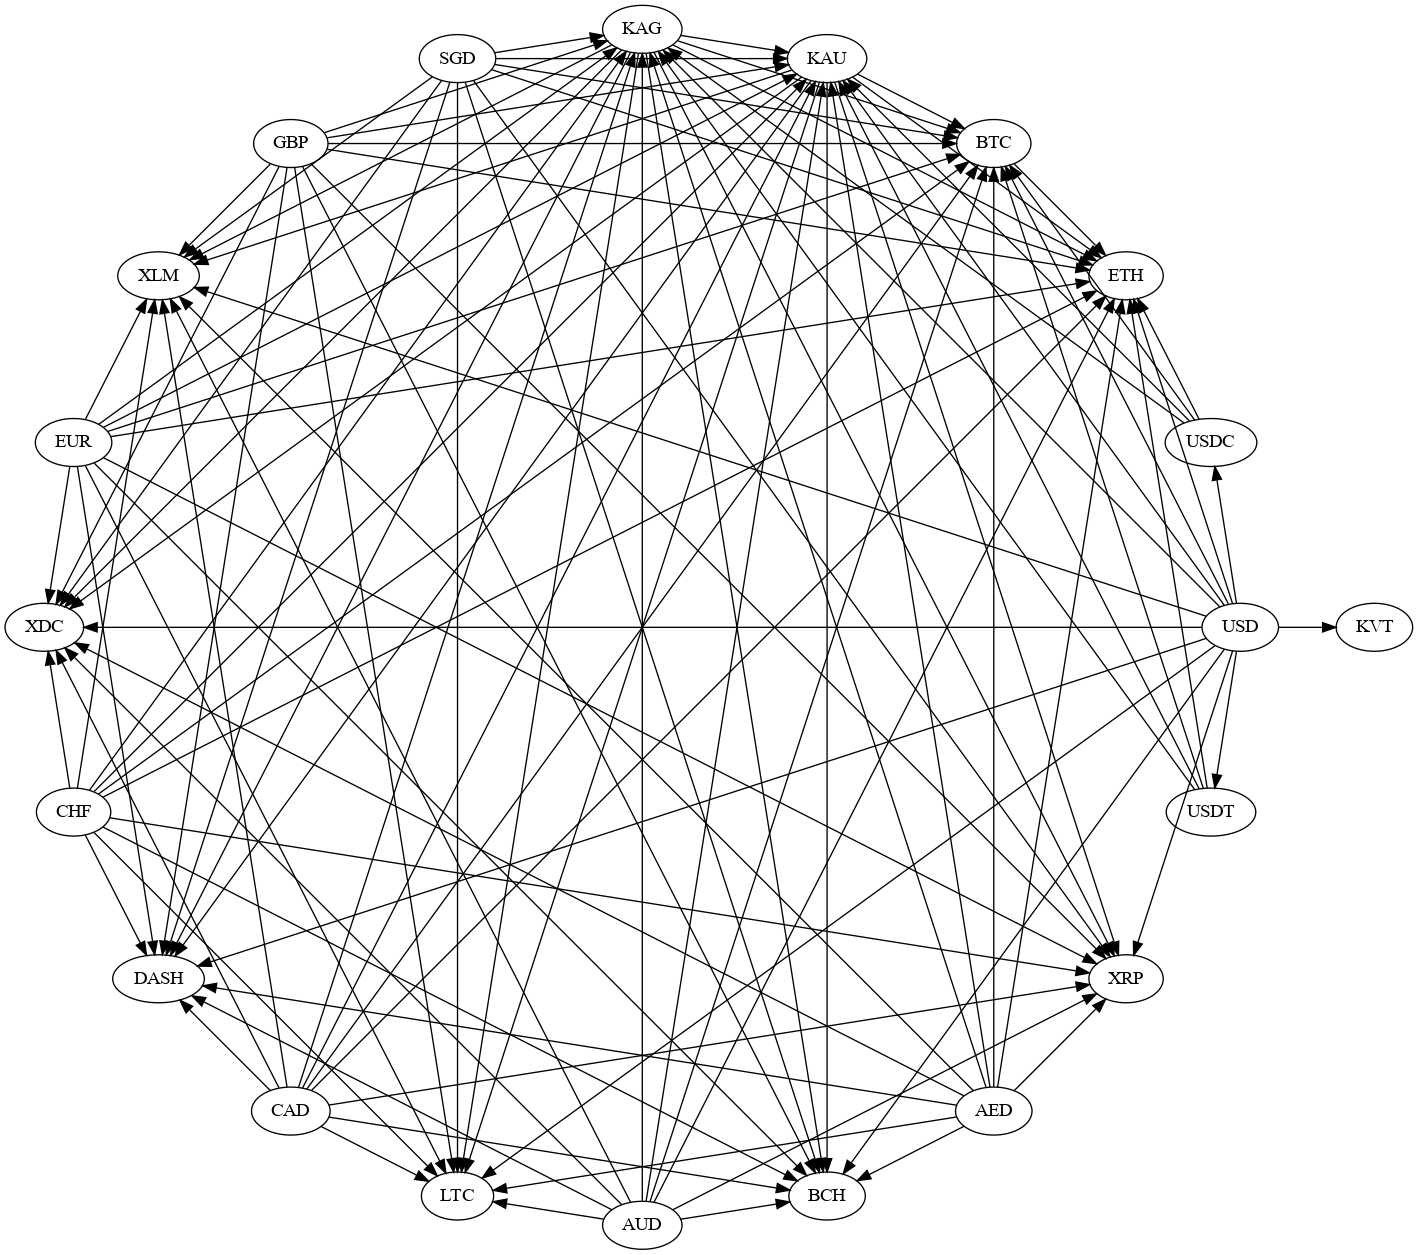 KAG
SGD
KAU
GBP
BTC
XLM
ETH
EUR
USDC
XDC
USD
KVT
CHF
USDT
DASH
XRP
CAD
AED
LTC
BCH
AUD